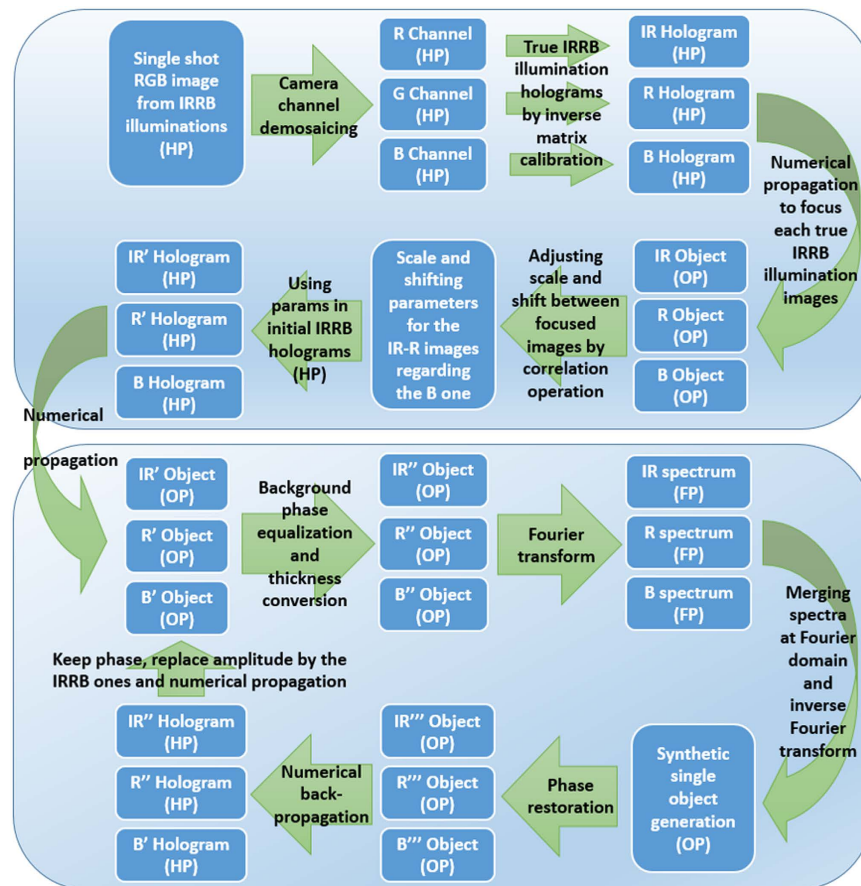 Single shot
RGB image
from IRRB
illuminations
(HP)
Camera
channel
demosaicing
R Channel
(HP)
G Channel
(HP)
B Channel
(HP)
True IRRB
illumination
holograms
by inverse
matrix
calibration
IR Hologram
(HP)
R Hologram
(HP)
B Hologram
(HP)
Numerical
propagation
to focus
each true
IRRB
illumination
images
IR Object
(OP)
R Object
(OP)
B Object
(OP)
Adjusting
scale and
shift between
focused
images by
correlation
operation
Scale and
shifting
parameters
for the
IR-R images
regarding
the B one
Using
params in
initial IRRB
holograms
(HP)
IR’ Hologram
(HP)
R’ Hologram
(HP)
B Hologram
(HP)
Numerical
propagation
IR’ Object
(OP)
R’ Object
(OP)
B’ Object
(OP)
Background
phase
equalization
and
thickness
conversion
IR’’ Object
(OP)
R’’ Object
(OP)
B’’ Object
(OP)
Fourier
transform
IR spectrum
(FP)
R spectrum
(FP)
B spectrum
(FP)
Merging
spectra
at Fourier
domain
and
inverse
Fourier
transform
Synthetic
single
object
generation
(OP)
Phase
restoration
IR’’’ Object
(OP)
R’’’ Object
(OP)
B’’’ Object
(OP)
Numerical
back-
propagation
IR’’ Hologram
(HP)
R’’ Hologram
(HP)
B’ Hologram
(HP)
Keep phase, replace amplitude by the
IRRB ones and numerical propagation